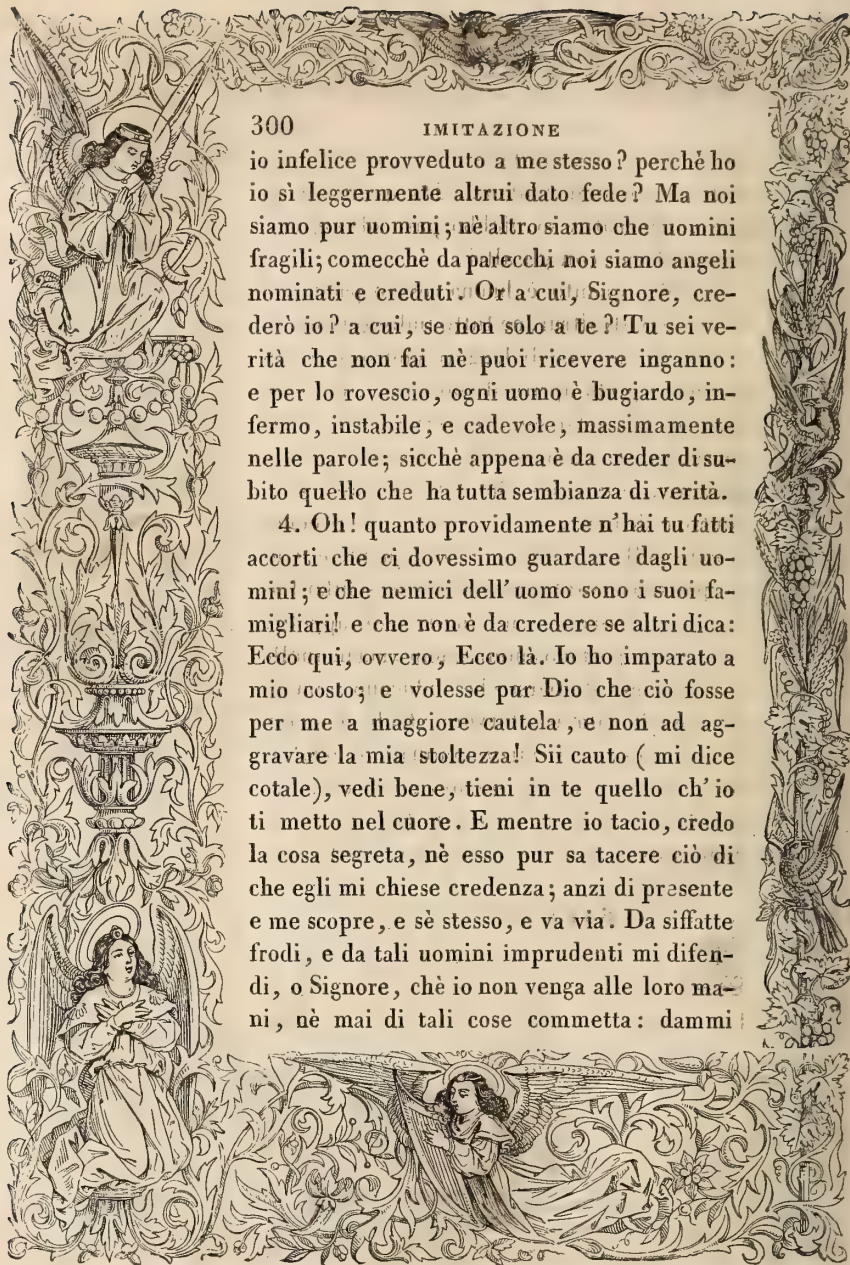 300 IMITAZIONE
io infelice provveduto a me stesso? perchè ho
io sì leggermente altrui dato fede? Ma noi
siamo pur uomini; nè altro siamo che uomini
fragili; comecchè da parecchi noi siamo angeli
nominati e creduti. Or a cui, Signore, cre-
derò io? a cui, se non solo a te? Tu sei ve-
rità che non fai nè puoi ricevere inganno:
e per lo rovescio, ogni uomo è bugiardo, in-
fermo, instabile, e cadevole, massimamente
nelle parole; sicchè appena è da creder di su-
bito quello che ha tutta sembianza di verità.
4. Oh! quanto providamente n'hai tu fatti
accorti che ci dovessimo guardare dagli uo-
mini; e che nemici dell'uomo sono i suoi fa-
migliari! e che non è da credere se altri dica:
Ecco qui, ovvero, Ecco là. Io ho imparato a
mio costo; e volesse pur Dio che ciò fosse
per me a maggiore cautela, e non ad ag-
gravare la mia stoltezza! Sii cauto ( mi dice
cotale), vedi bene, tieni in te quello ch'io
ti metto nel cuore. E mentre io tacio, credo
la cosa segreta, nè esso pur sa tacere ciò di
che egli mi chiese credenza; anzi di presente
e me scopre, e sè stesso, e va via. Da siffatte
frodi, e da tali uomini imprudenti mi difen-
di, o Signore, chè io non venga alle loro ma-
ni, nè mai di tali cose commetta: dammi